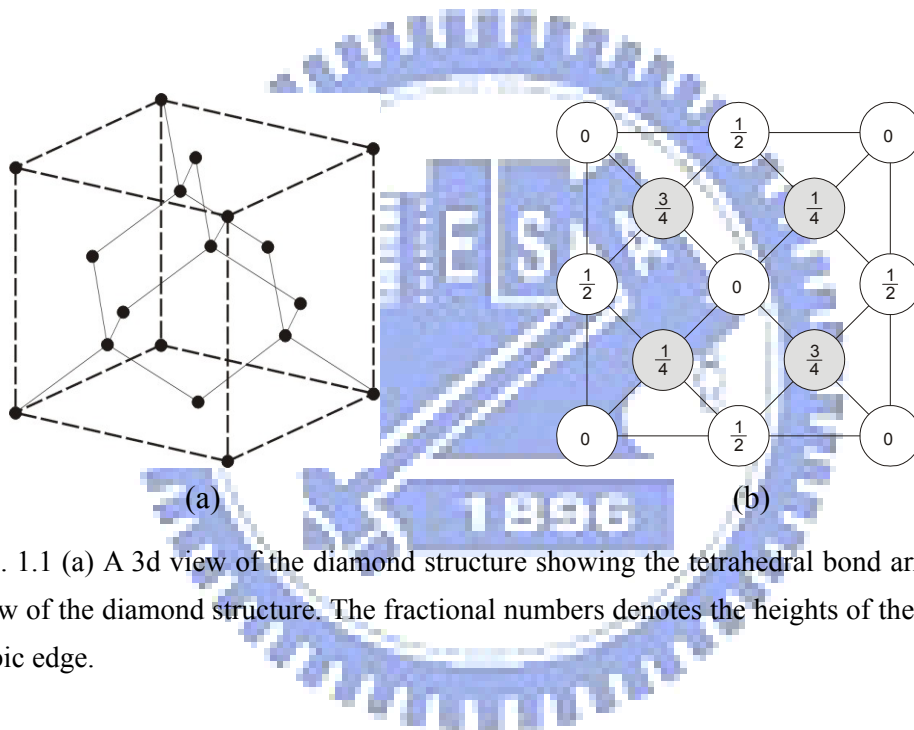 0
1/2
0
3/4
1/4
1/2
0
1/2
1/4
3/4
0
1/2
0
(a)
(b)
E S
1896
. 1.1 (a) A 3d view of the diamond structure showing the tetrahedral bond an
w of the diamond structure. The fractional numbers denotes the heights of the
bic edge.